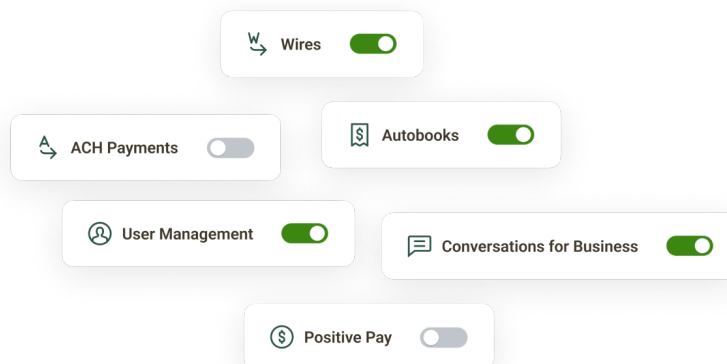 Wires
ACH Payments
Autobooks
User Management
Conversations for Business
Positive Pay